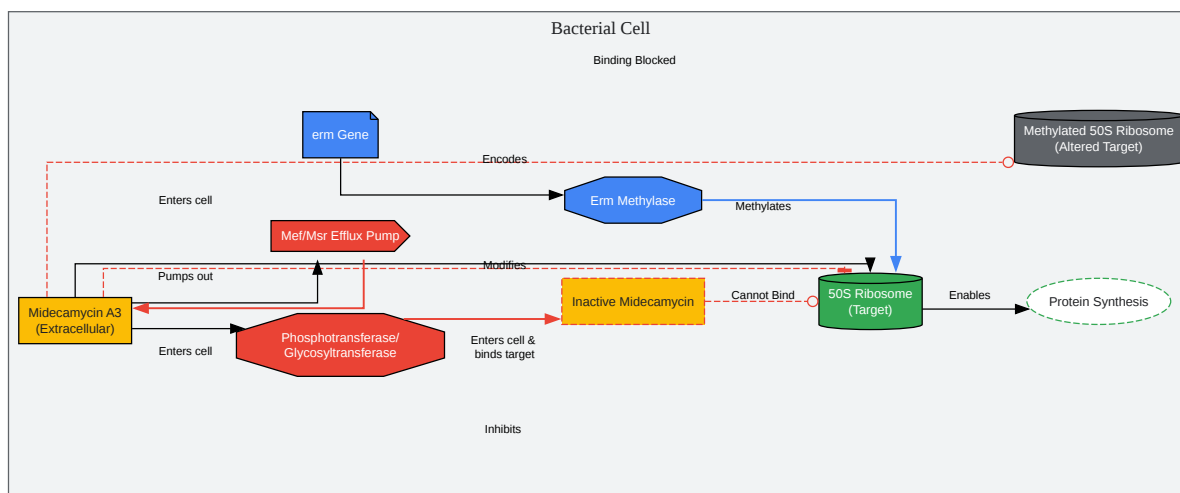 Bacterial Cell
Binding Blocked
erm Gene
Methylated 50S Ribosome
(Altered Target)
Encodes
Enters cell
Erm Methylase
Methylates
Mef/Msr Efflux Pump
Pumps out
Modifies
Midecamycin A3
(Extracellular)
Inactive Midecamycin
Cannot Bind
50S Ribosome
(Target)
Enables
Protein Synthesis
Enters cell
Phosphotransferase/
Glycosyltransferase
Enters cell &
binds target
Inhibits